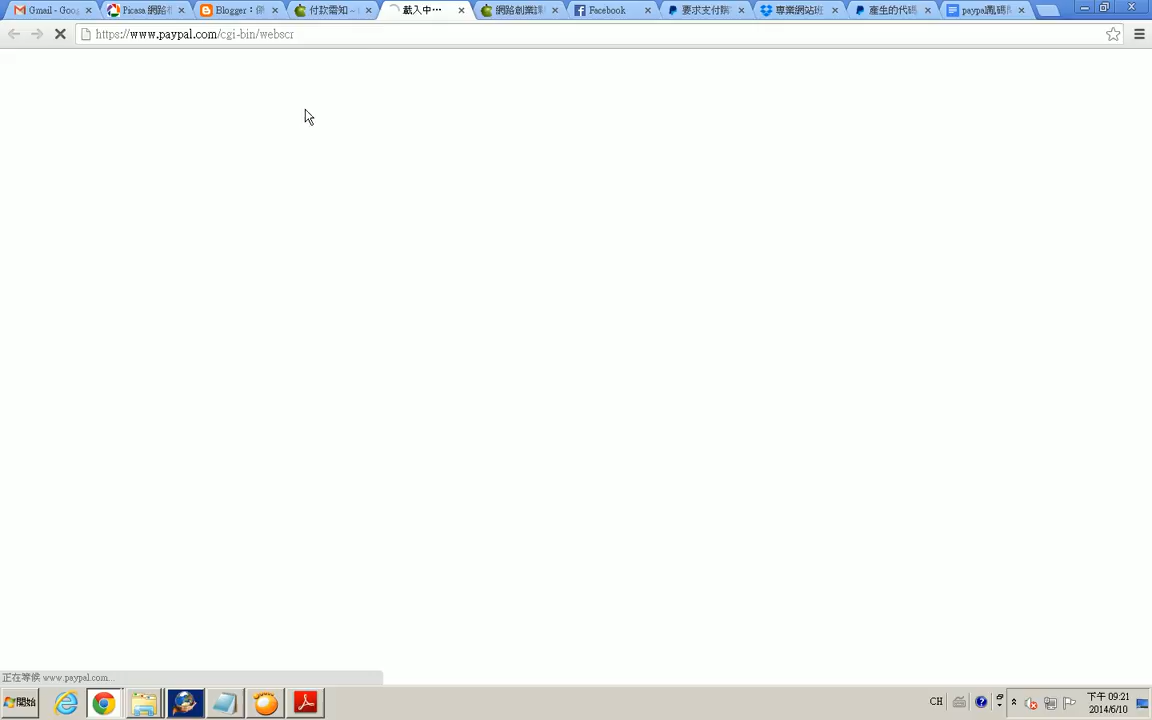 Gmail - Goo
Picasa 網路
Blogger：
付款需知 –
載入中…
網路創業課
Facebook
要求支付
專業網站班
產生的代碼
paypal亂碼
https://www.paypal.com/cgi-bin/webscr
正在等候 www.paypal.com...
開始
CH
下午 09:21
2014/6/10